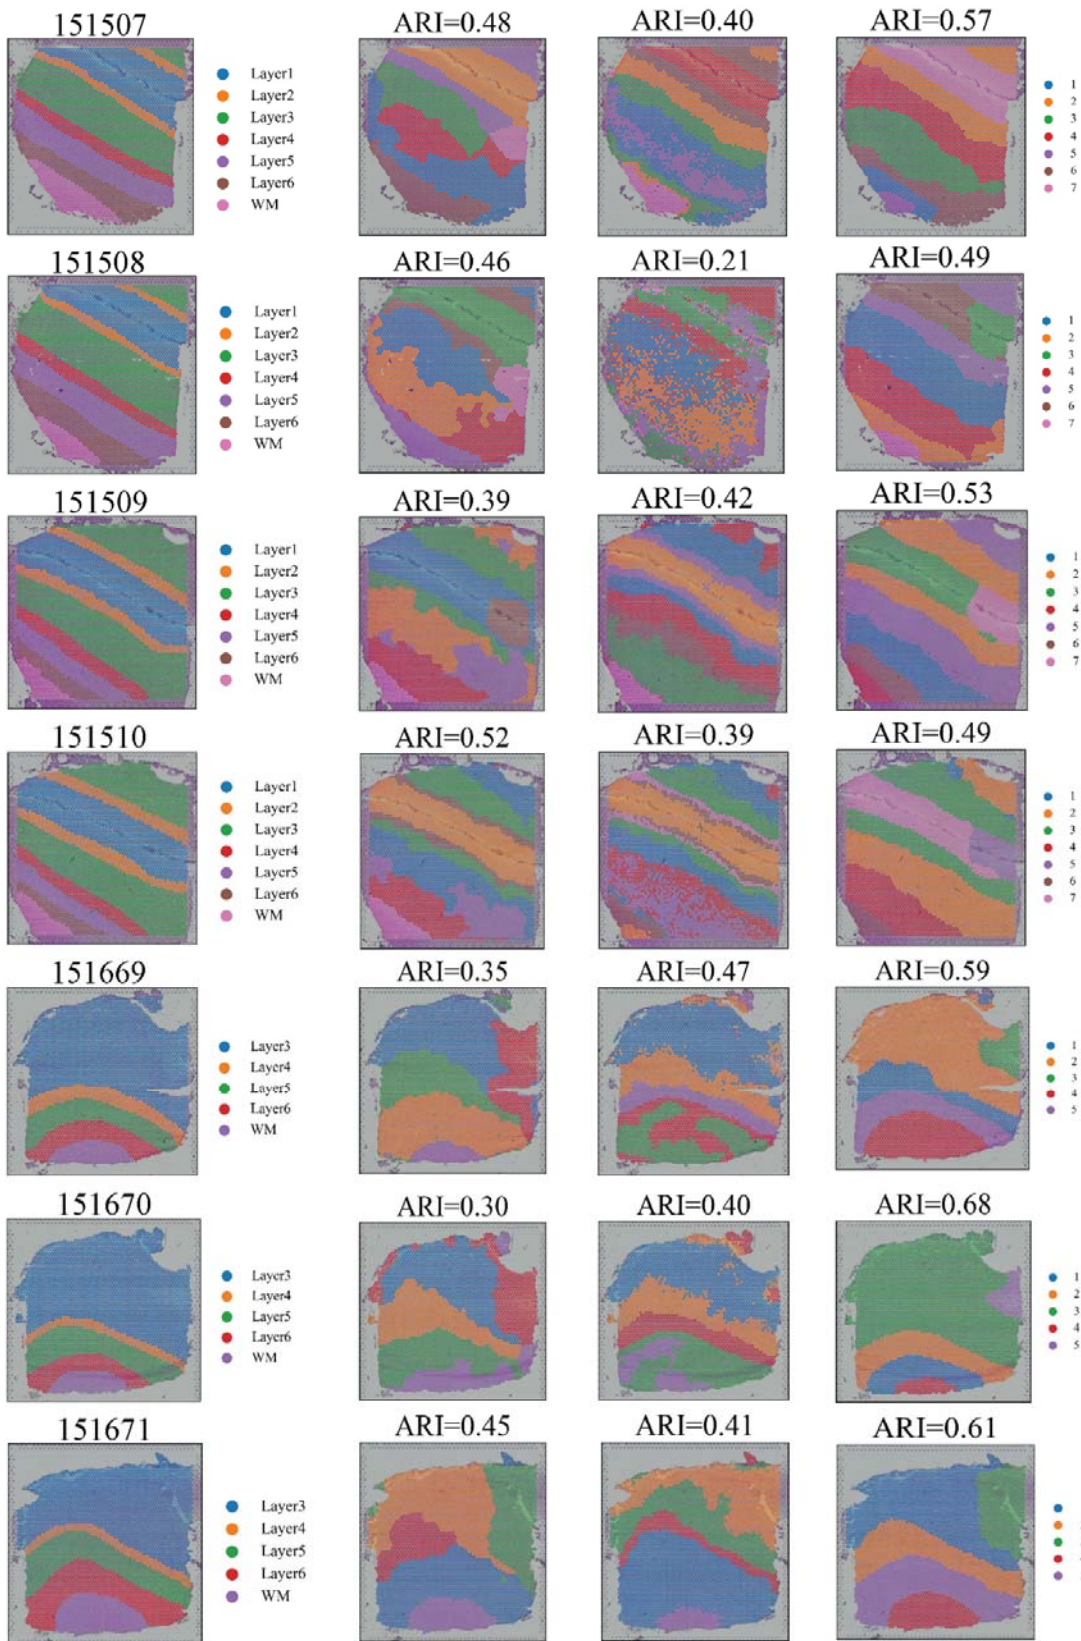 151507 ARI=0.48 ARI=0.40 ARI=0.57
Layer1
Layer2
Layer3
Layer4
Layer5
Layer6
WM
1
2
3
4
5
6
7
151508 ARI=0.46 ARI=0.21 ARI=0.49
Layer1
Layer2
Layer3
Layer4
Layer5
Layer6
WM
1
2
3
4
5
6
7
151509 ARI=0.39 ARI=0.42 ARI=0.53
Layer1
Layer2
Layer3
Layer4
Layer5
Layer6
WM
1
2
3
4
5
6
7
151510 ARI=0.52 ARI=0.39 ARI=0.49
Layer1
Layer2
Layer3
Layer4
Layer5
Layer6
WM
1
2
3
4
5
6
7
151669 ARI=0.35 ARI=0.47 ARI=0.59
Layer3
Layer4
Layer5
Layer6
WM
1
2
3
4
5
151670 ARI=0.30 ARI=0.40 ARI=0.68
Layer3
Layer4
Layer5
Layer6
WM
1
2
3
4
5
151671 ARI=0.45 ARI=0.41 ARI=0.61
Layer3
Layer4
Layer5
Layer6
WM